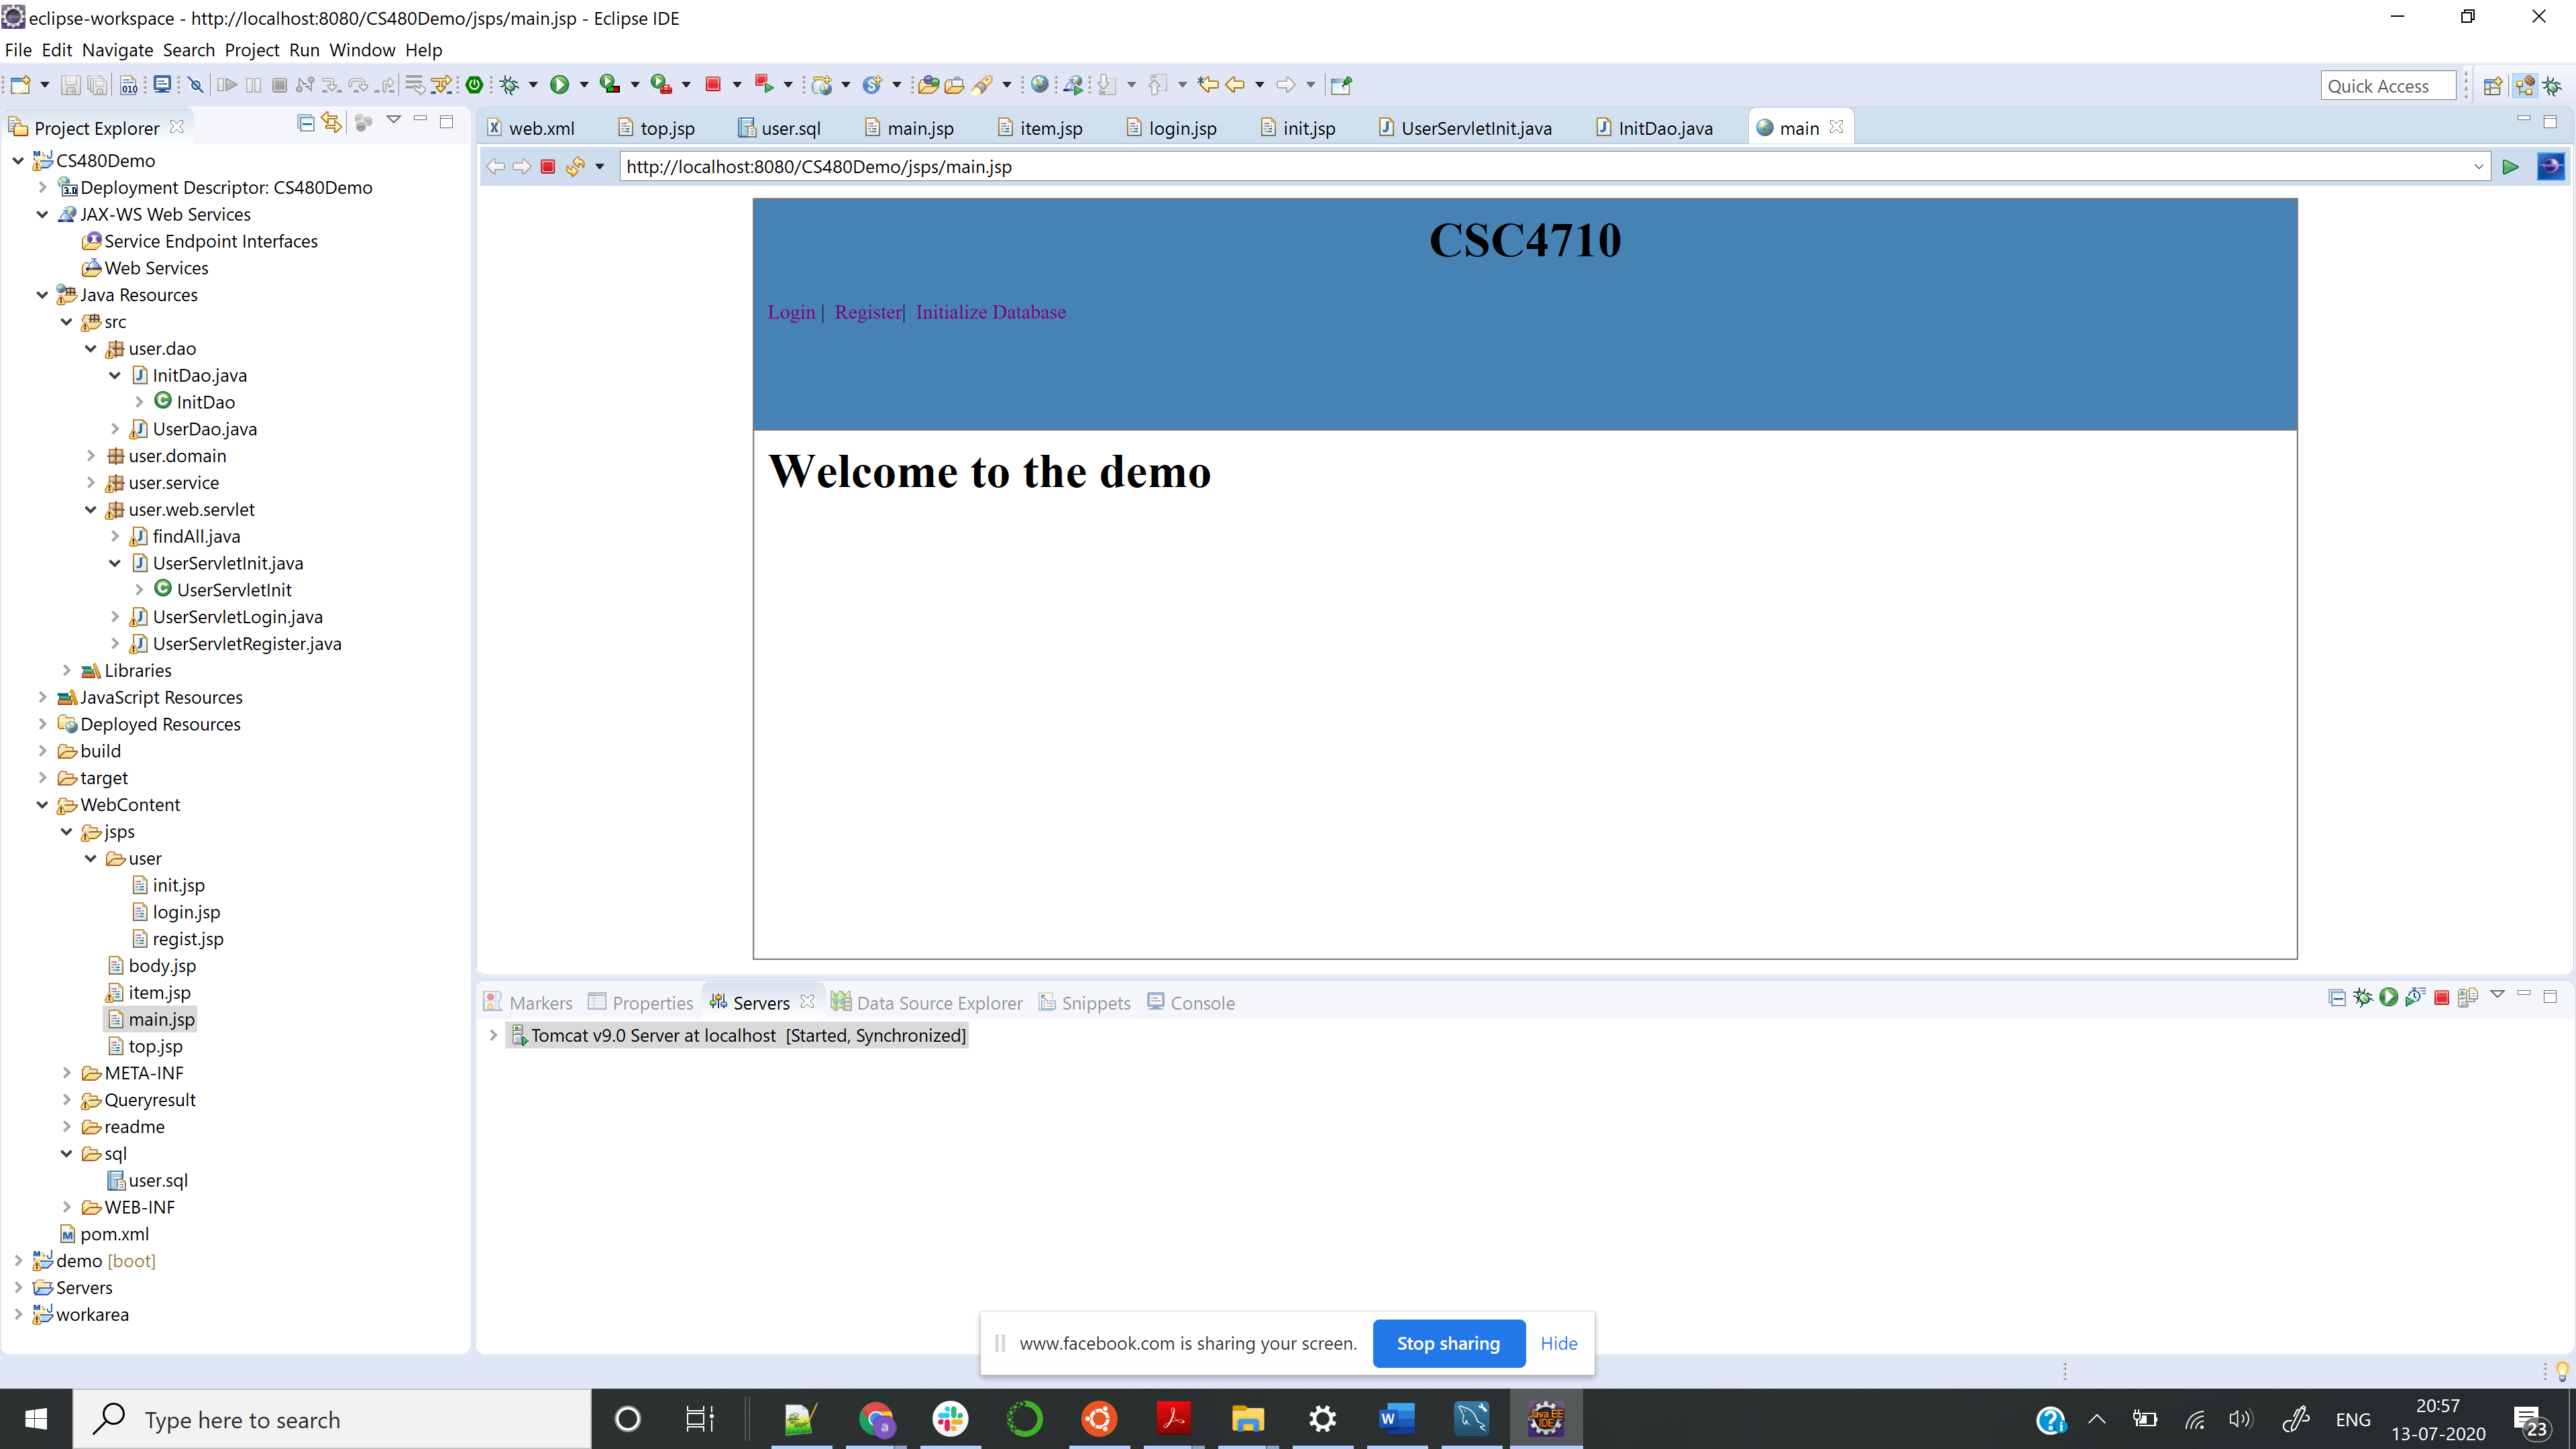 eclipse-workspace - http://localhost:8080/CS480Demo/jsps/main.jsp - Eclipse IDE
File Edit Navigate Search Project Run Window Help
Quick Access
Project Explorer
web.xml top.jsp user.sql main.jsp item.jsp login.jsp init.jsp UserServletInit.java InitDao.java main
http://localhost:8080/CS480Demo/jsps/main.jsp
CS480Demo
Deployment Descriptor: CS480Demo
JAX-WS Web Services
Service Endpoint Interfaces
Web Services
Java Resources
src
user.dao
InitDao.java
InitDao
UserDao.java
user.domain
user.service
user.web.servlet
findAll.java
UserServletInit.java
UserServletInit
UserServletLogin.java
UserServletRegister.java
Libraries
JavaScript Resources
Deployed Resources
build
target
WebContent
jsps
user
init.jsp
login.jsp
regist.jsp
body.jsp
item.jsp
main.jsp
top.jsp
META-INF
Queryresult
readme
sql
user.sql
WEB-INF
pom.xml
demo [boot]
Servers
workarea
CSC4710
Login | Register| Initialize Database
Welcome to the demo
Markers Properties Servers Data Source Explorer Snippets Console
Tomcat v9.0 Server at localhost [Started, Synchronized]
www.facebook.com is sharing your screen. Stop sharing Hide
Type here to search
ENG
20:57
13-07-2020
23